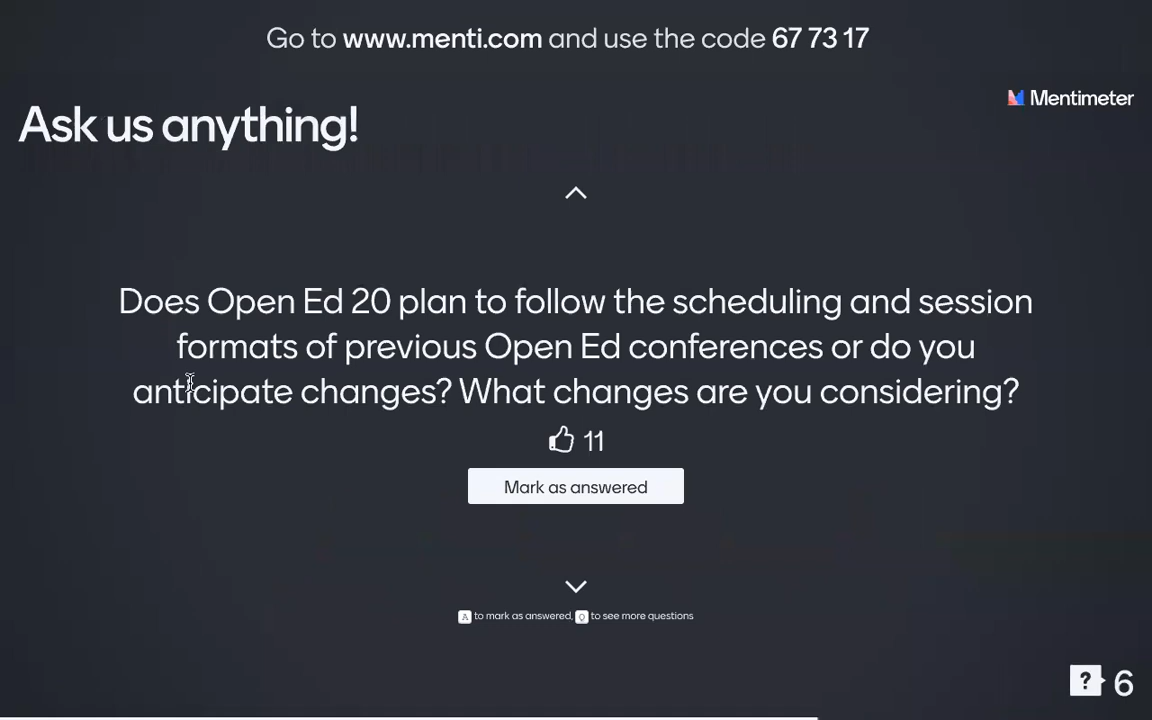 Go to www.menti.com and use the code 67 73 17
Mentimeter
Ask us anything!
Does Open Ed 20 plan to follow the scheduling and session
formats of previous Open Ed conferences or do you
anticipate changes? What changes are you considering?
11
Mark as answered
A to mark as answered, Q to see more questions
? 6